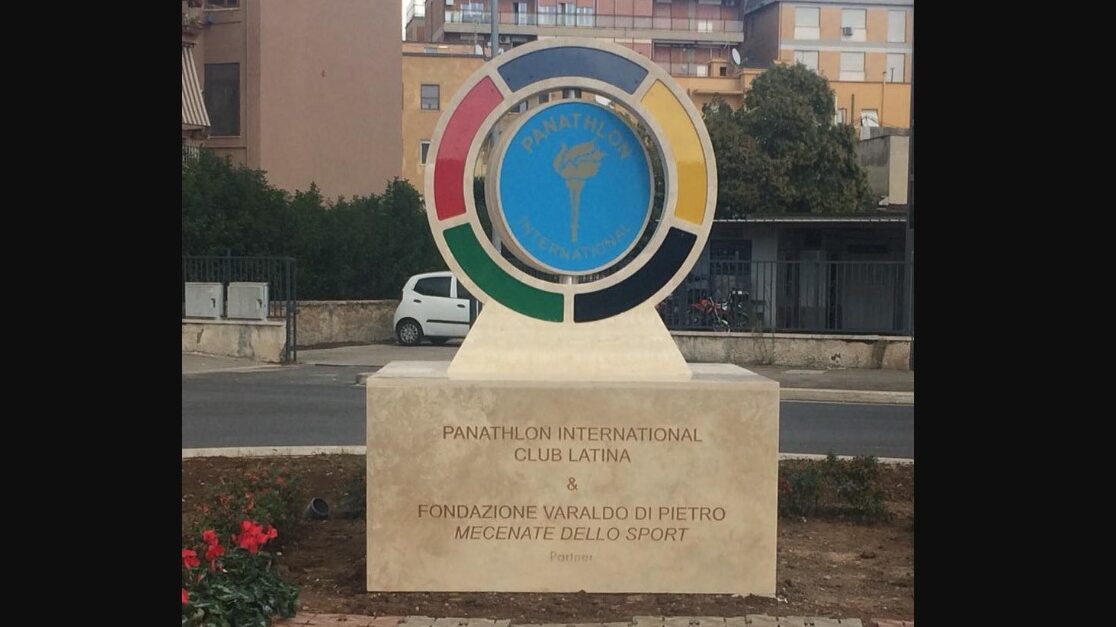 PANATHLON
INTERNATIONAL
PANATHLON INTERNATIONAL
CLUB LATINA
&
FONDAZIONE VARALDO DI PIETRO
MECENATE DELLO SPORT
Partner